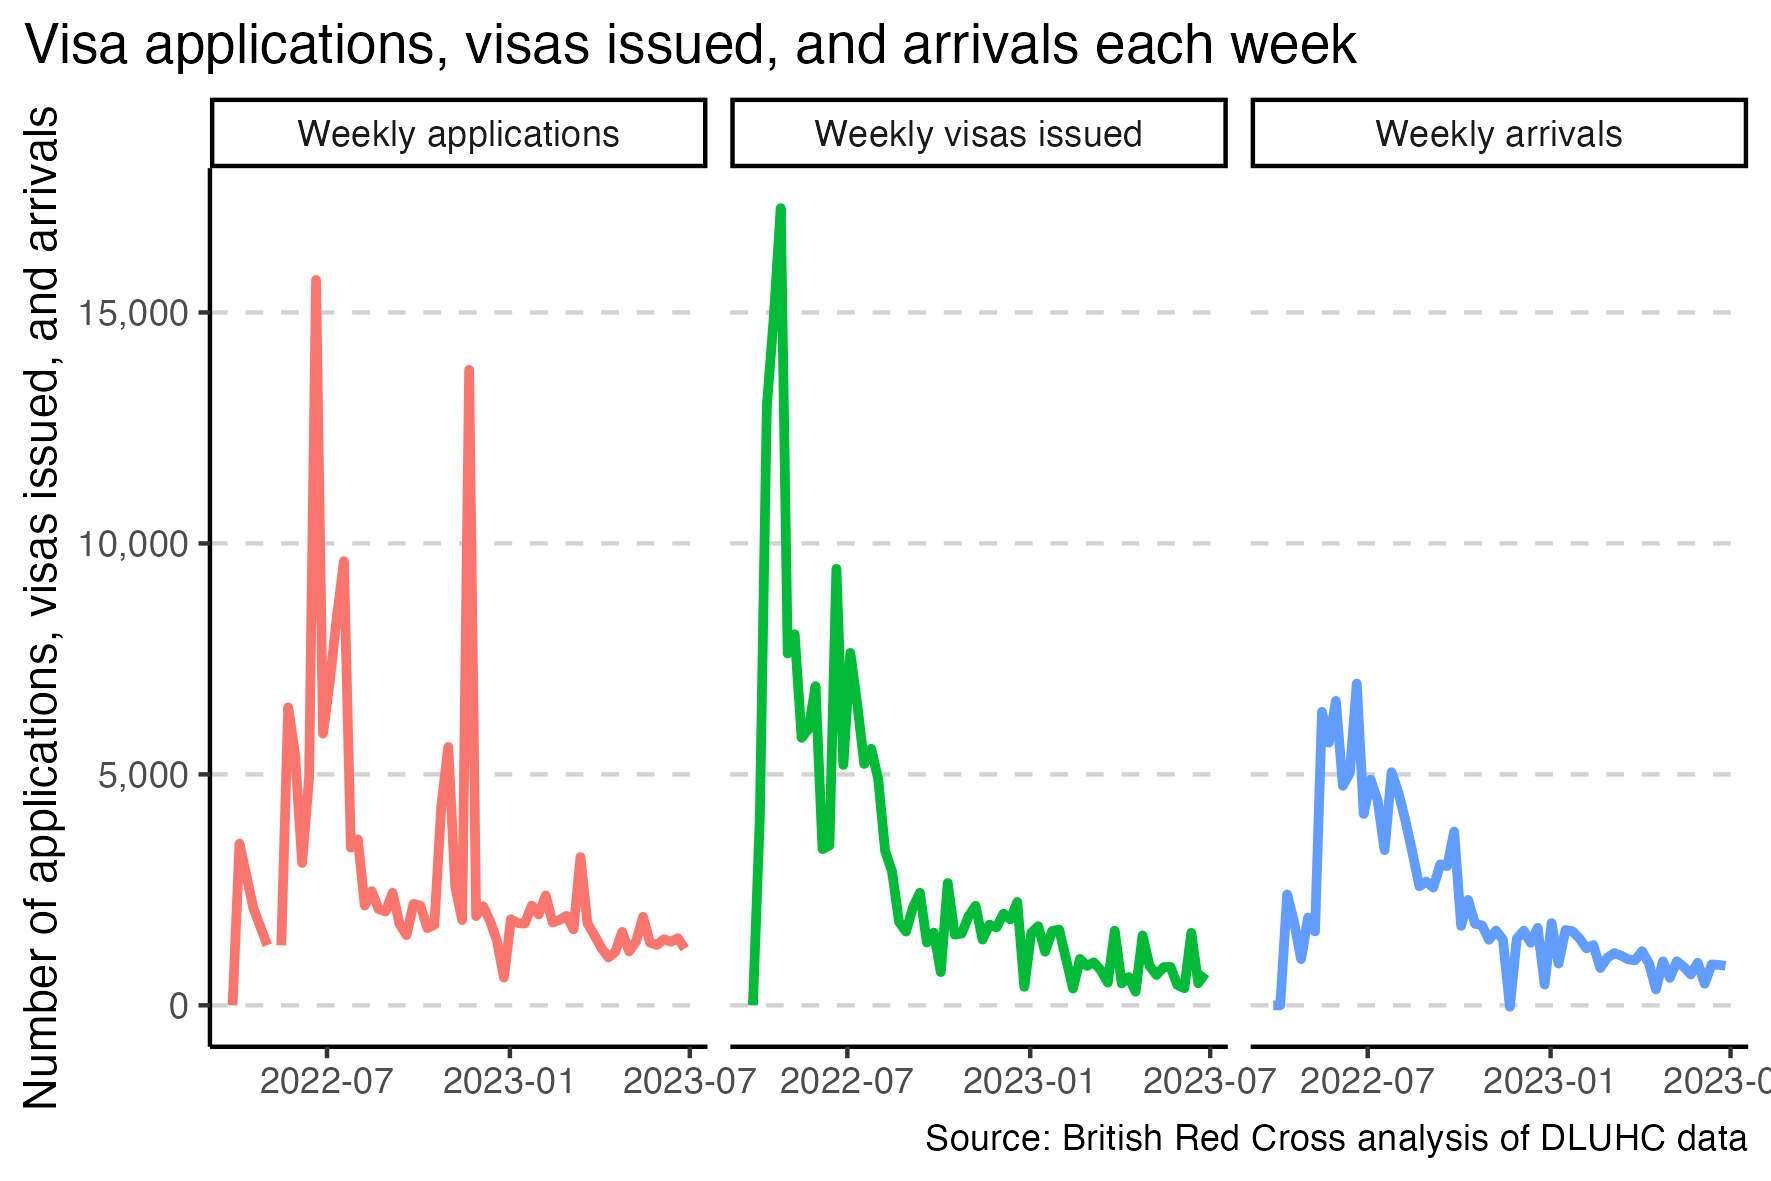 Visa applications, visas issued, and arrivals each week
Number of applications, visas issued, and arrivals
Weekly applications
Weekly visas issued
Weekly arrivals
15,000
10,000
5,000
0
2022-07 2023-01 2023-07
2022-07 2023-01 2023-07
2022-07 2023-01 2023-0
Source: British Red Cross analysis of DLUHC data